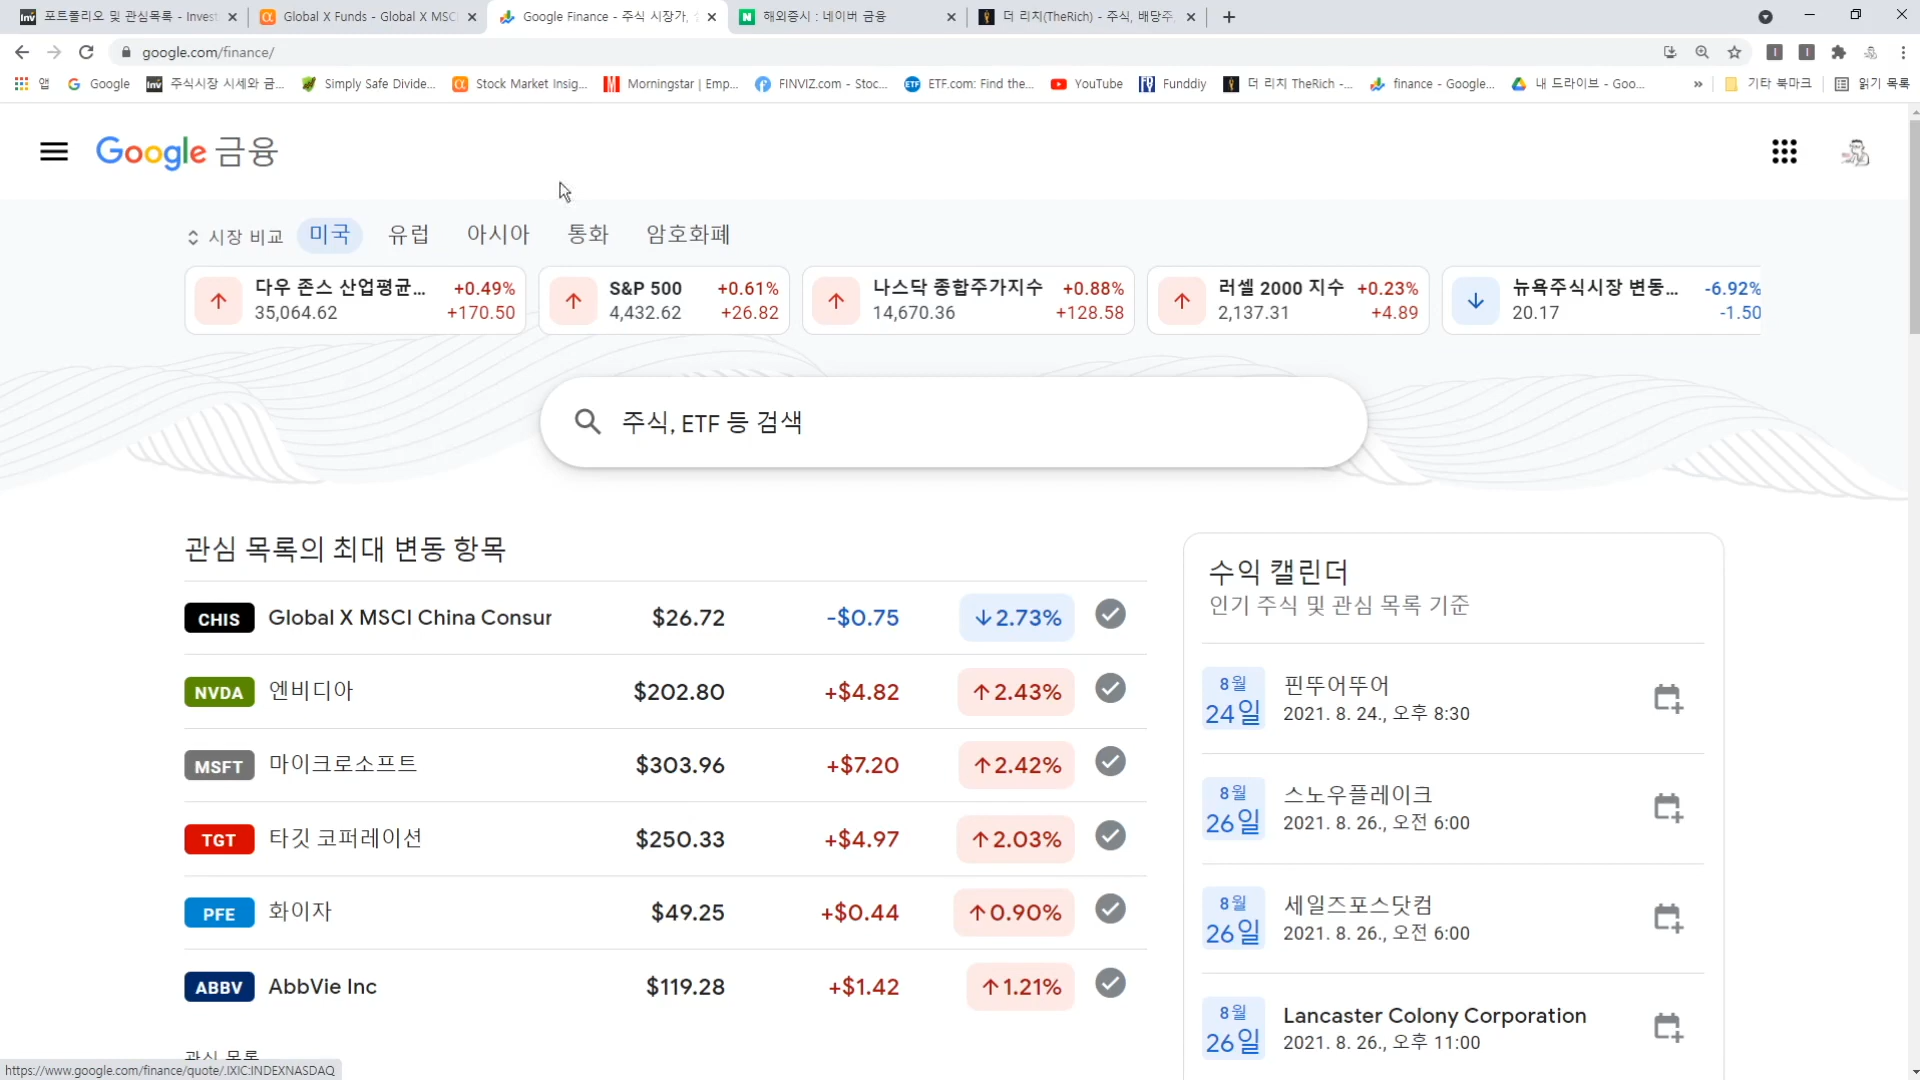 포트폴리오 및 관심목록 - Invest
Global X Funds - Global X MSCI
Google Finance - 주식 시장가,
해외증시 : 네이버 금융
더 리치(TheRich) - 주식, 배당주
google.com/finance/
앱
Google
주식시장 시세와 금...
Simply Safe Divide...
Stock Market Insig...
Morningstar | Emp...
FINVIZ.com - Stoc...
ETF.com: Find the...
YouTube
Funddiy
더 리치 TheRich -...
finance - Google...
내 드라이브 - Goo...
»
기타 북마크
읽기 목록
Google 금융
시장 비교 미국 유럽 아시아 통화 암호화폐
다우 존스 산업평균... +0.49%
35,064.62 +170.50
S&P 500 +0.61%
4,432.62 +26.82
나스닥 종합주가지수 +0.88%
14,670.36 +128.58
러셀 2000 지수 +0.23%
2,137.31 +4.89
뉴욕주식시장 변동... -6.92%
20.17 -1.50
주식, ETF 등 검색
관심 목록의 최대 변동 항목
CHIS Global X MSCI China Consur $26.72 -$0.75 ↓2.73%
NVDA 엔비디아 $202.80 +$4.82 ↑2.43%
MSFT 마이크로소프트 $303.96 +$7.20 ↑2.42%
TGT 타깃 코퍼레이션 $250.33 +$4.97 ↑2.03%
PFE 화이자 $49.25 +$0.44 ↑0.90%
ABBV AbbVie Inc $119.28 +$1.42 ↑1.21%
관심 목록
수익 캘린더
인기 주식 및 관심 목록 기준
8월
24일
핀뚜어뚜어
2021. 8. 24., 오후 8:30
8월
26일
스노우플레이크
2021. 8. 26., 오전 6:00
8월
26일
세일즈포스닷컴
2021. 8. 26., 오전 6:00
8월
26일
Lancaster Colony Corporation
2021. 8. 26., 오후 11:00
https://www.google.com/finance/quote/.IXIC:INDEXNASDAQ